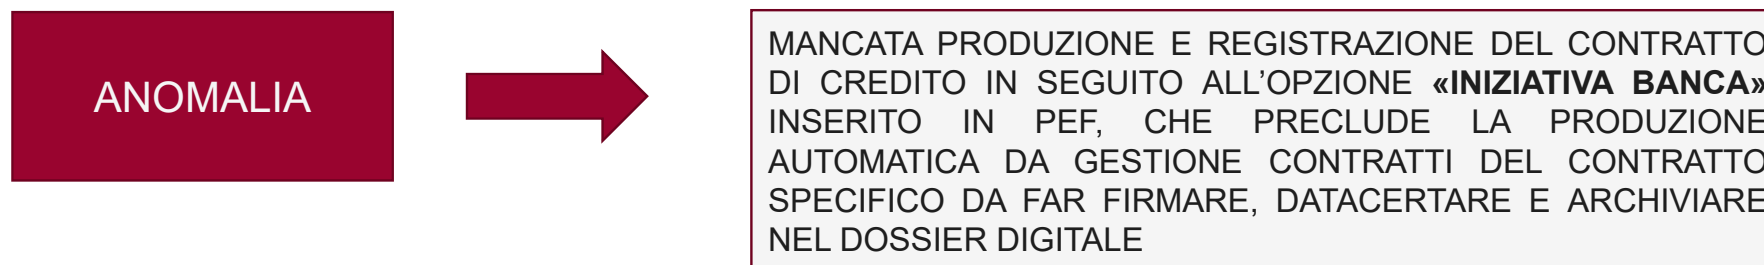 ANOMALIA
MANCATA PRODUZIONE E REGISTRAZIONE DEL CONTRATTO
DI CREDITO IN SEGUITO ALL’OPZIONE «INIZIATIVA BANCA»
INSERITO IN PEF, CHE PRECLUDE LA PRODUZIONE
AUTOMATICA DA GESTIONE CONTRATTI DEL CONTRATTO
SPECIFICO DA FAR FIRMARE, DATACERTARE E ARCHIVIARE
NEL DOSSIER DIGITALE